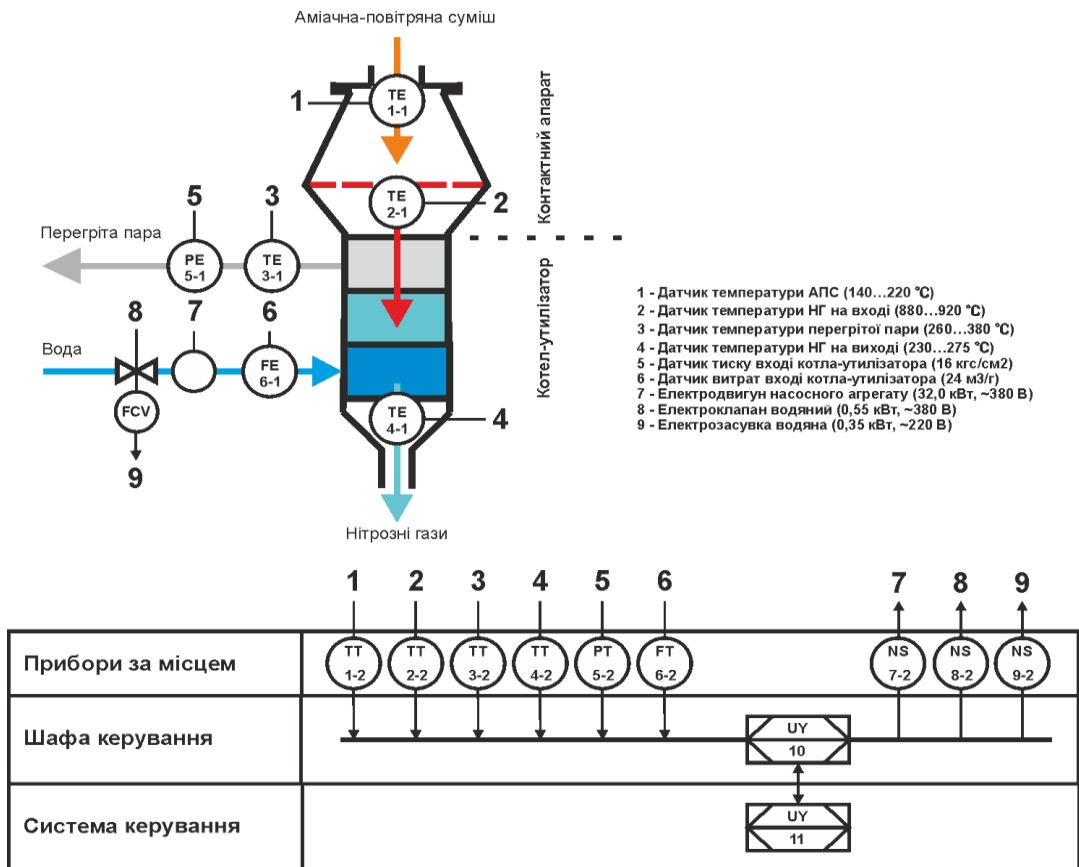 Аміачна-повітряна суміш
1
TE
1-1
Контактний апарат
TE
2-1
2
5
3
Перегріта пара
PE
5-1
TE
3-1
Котел-утилізатор
8
7
6
Вода
FE
6-1
FCV
9
TE
4-1
4
Нітрозні гази
1 - Датчик температури АПС (140...220 ℃)
2 - Датчик температури НГ на вході (880...920 ℃)
3 - Датчик температури перегрітої пари (260...380 ℃)
4 - Датчик температури НГ на виході (230...275 ℃)
5 - Датчик тиску вході котла-утилізатора (16 кгс/см2)
6 - Датчик витрат вході котла-утилізатора (24 м3/г)
7 - Електродвигун насосного агрегату (32,0 кВт, ~380 В)
8 - Електроклапан водяний (0,55 кВт, ~380 В)
9 - Електрозасувка водяна (0,35 кВт, ~220 В)
1 2 3 4 5 6 7 8 9
Прибори за місцем
TT
1-2
TT
2-2
TT
3-2
TT
4-2
PT
5-2
FT
6-2
NS
7-2
NS
8-2
NS
9-2
Шафа керування
UY
10
Система керування
UY
11